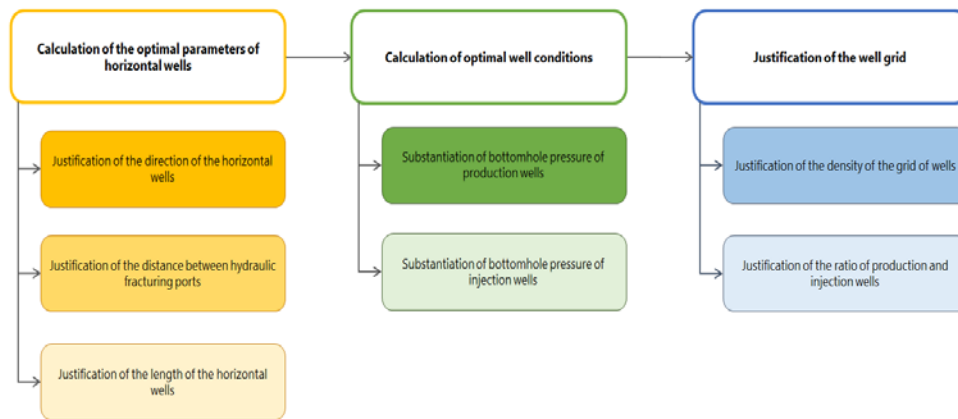 Calculation of the optimal parameters of
horizontal wells
Justification of the direction of the horizontal
wells
Justification of the distance between hydraulic
fracturing ports
Justification of the length of the horizontal
wells
Calculation of optimal well conditions
Substantiation of bottomhole pressure of
production wells
Substantiation of bottomhole pressure of
injection wells
Justification of the well grid
Justification of the density of the grid of wells
Justification of the ratio of production and
injection wells